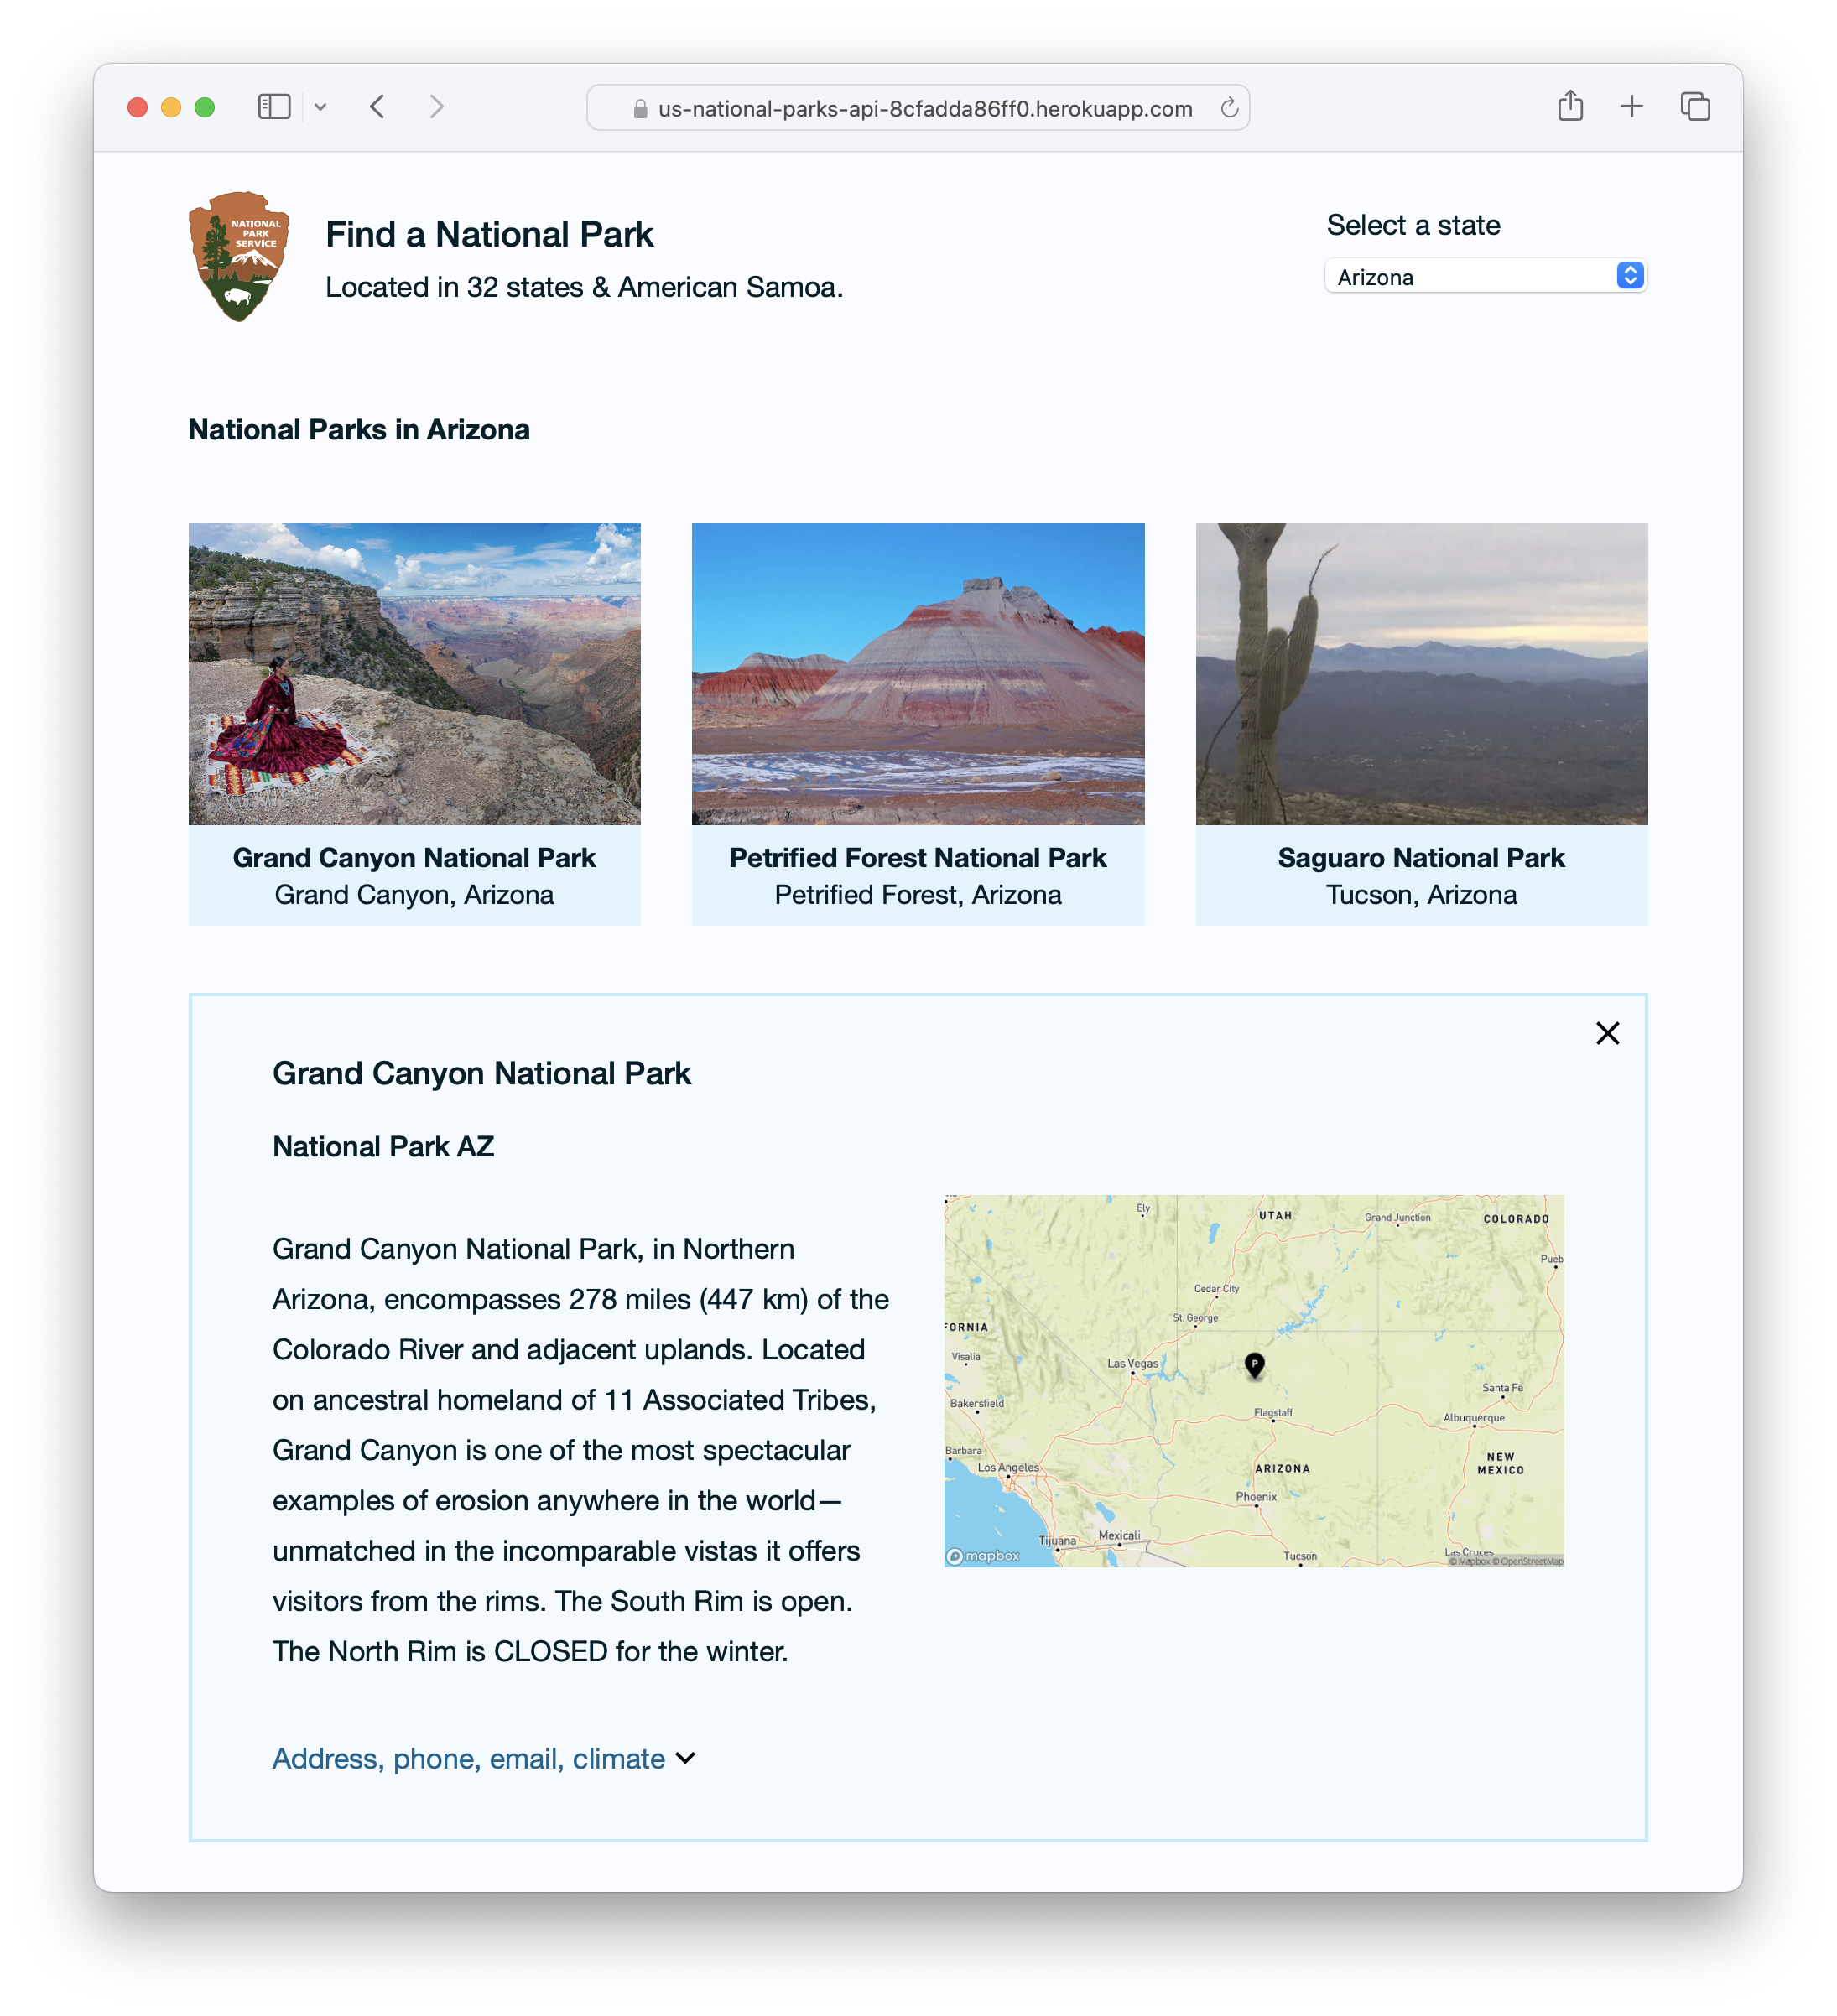 us-national-parks-api-8cfadda86ff0.herokuapp.com
NATIONAL
PARK
SERVICE
Find a National Park
Located in 32 states & American Samoa.
Select a state
Arizona
National Parks in Arizona
Grand Canyon National Park
Grand Canyon, Arizona
Petrified Forest National Park
Petrified Forest, Arizona
Saguaro National Park
Tucson, Arizona
Grand Canyon National Park
National Park AZ
Grand Canyon National Park, in Northern
Arizona, encompasses 278 miles (447 km) of the
Colorado River and adjacent uplands. Located
on ancestral homeland of 11 Associated Tribes,
Grand Canyon is one of the most spectacular
examples of erosion anywhere in the world—
unmatched in the incomparable vistas it offers
visitors from the rims. The South Rim is open.
The North Rim is CLOSED for the winter.
Ely
UTAH
Grand Junction
COLORADO
Pueb
Cedar City
St. George
FORNIA
Visalia
Las Vegas
P
Santa Fe
Bakersfield
Flagstaff
Albuquerque
Barbara
Los Angeles
ARIZONA
NEW
MEXICO
Phoenix
Tijuana
Mexicali
Tucson
Las Cruces
mapbox
© Mapbox © OpenStreetMap
Address, phone, email, climate